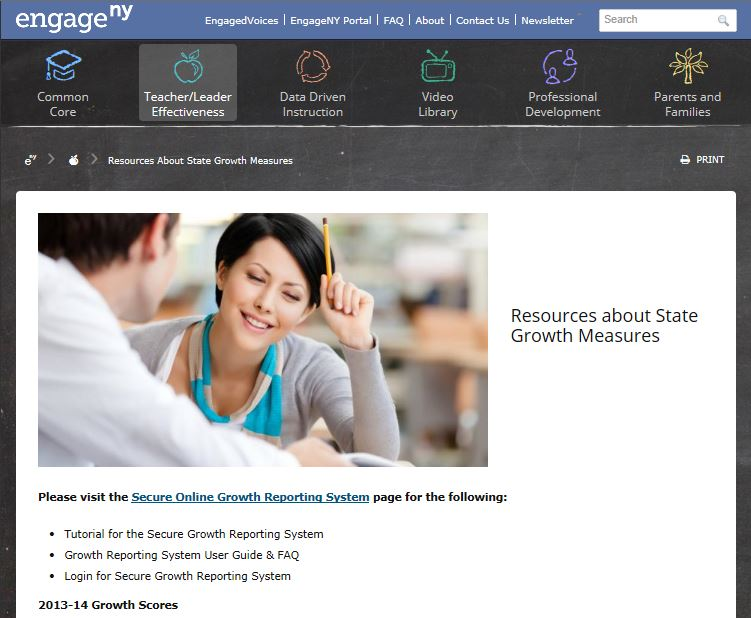 engageny
EngagedVoices | EngageNY Portal | FAQ | About | Contact Us | Newsletter
Search
Common
Core
Teacher/Leader
Effectiveness
Data Driven
Instruction
Video
Library
Professional
Development
Parents and
Families
eny
Resources About State Growth Measures
PRINT
Resources about State
Growth Measures
Please visit the Secure Online Growth Reporting System page for the following:
• Tutorial for the Secure Growth Reporting System
• Growth Reporting System User Guide & FAQ
• Login for Secure Growth Reporting System
2013-14 Growth Scores